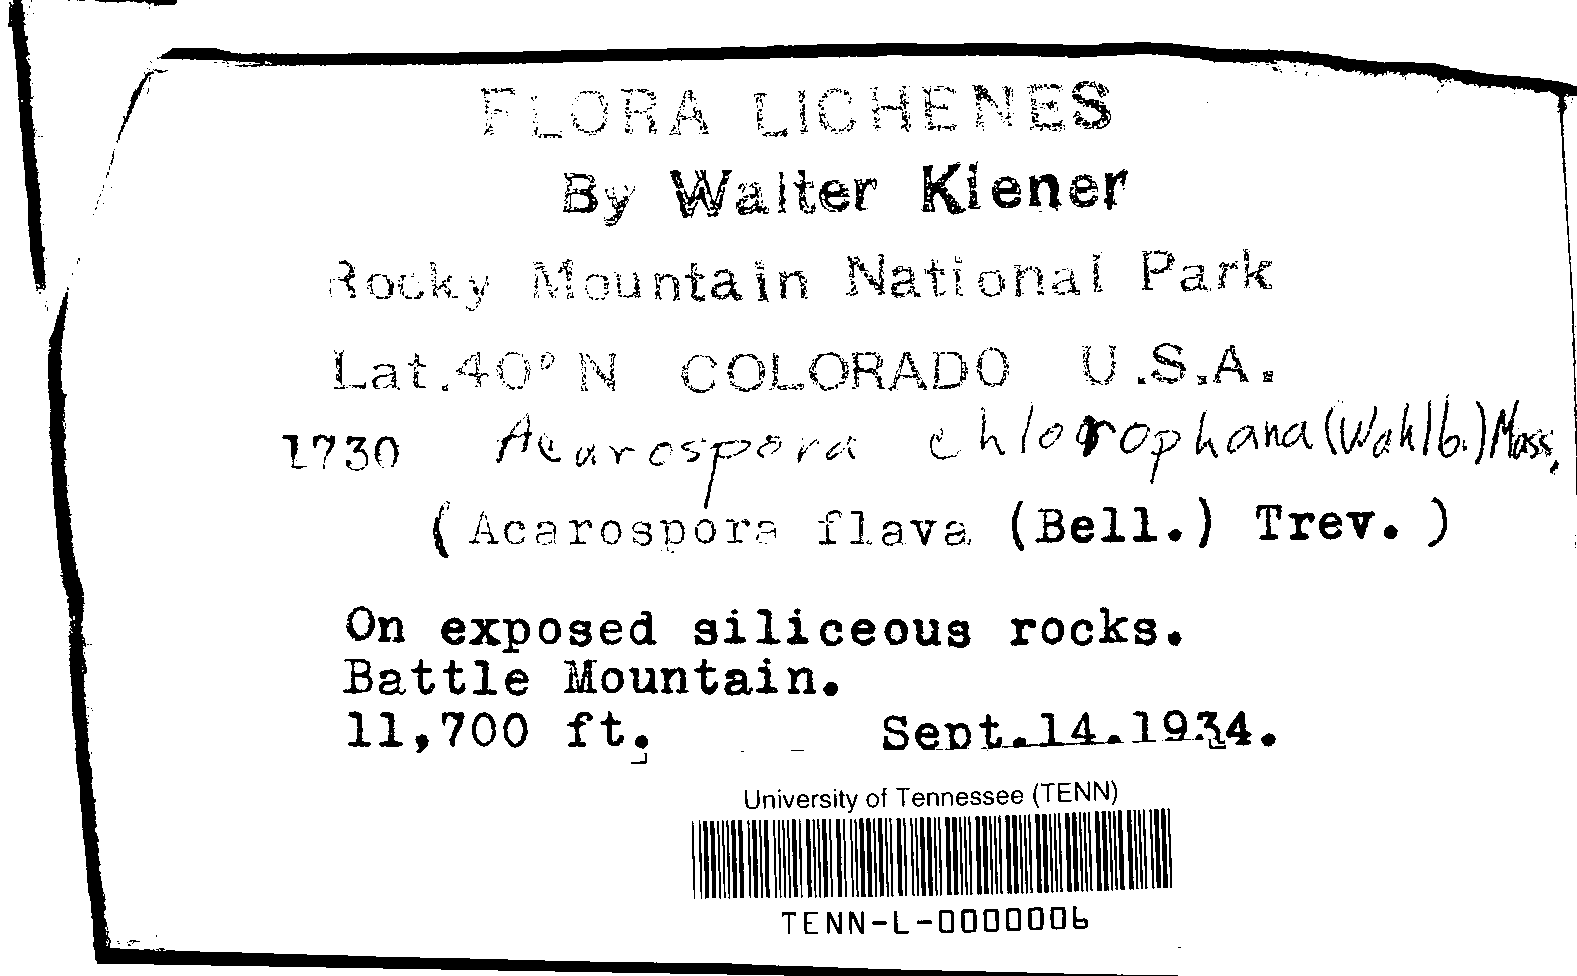 FLORA LICHENES
By Walter Kiener
Rocky Mountain National Park
Lat.40° N COLORADO U.S.A.
1730 Acarospora chlorophana (Wahlb.) Mass.
(Acarospora flava (Bell.) Trev.)
On exposed siliceous rocks.
Battle Mountain.
11,700 ft. Sept.14.1934.
University of Tennessee (TENN)
TENN-L-0000006